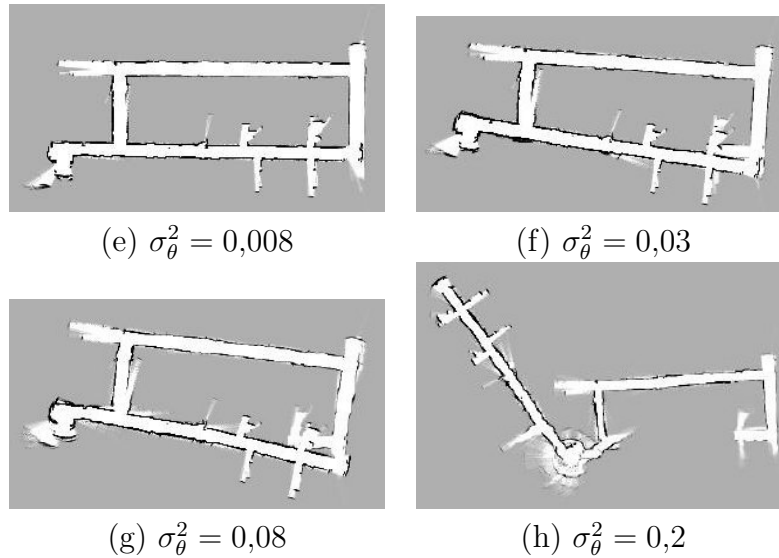 (e) σ²_θ = 0,008
(f) σ²_θ = 0,03
(g) σ²_θ = 0,08
(h) σ²_θ = 0,2